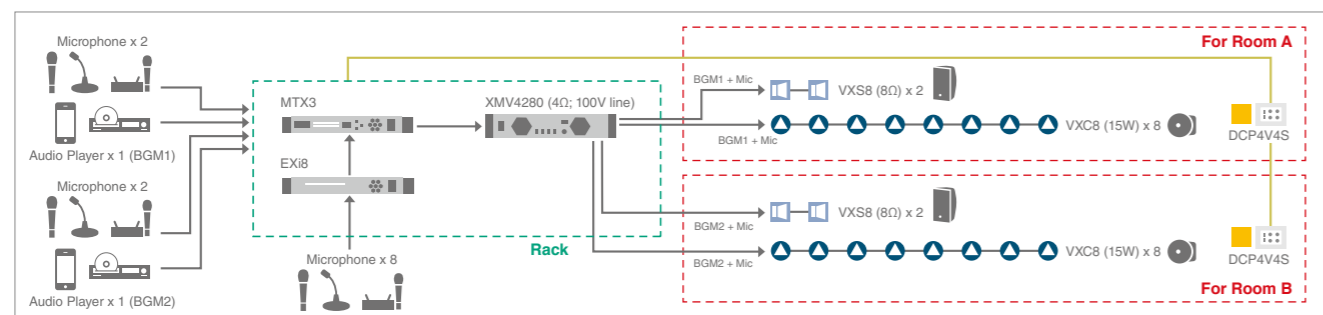 Microphone x 2
Audio Player x 1 (BGM1)
Microphone x 2
Audio Player x 1 (BGM2)
MTX3
EXi8
Microphone x 8
XMV4280 (4Ω; 100V line)
Rack
For Room A
BGM1 + Mic
VXS8 (8Ω) x 2
BGM1 + Mic
VXC8 (15W) x 8
DCP4V4S
BGM2 + Mic
VXS8 (8Ω) x 2
BGM2 + Mic
VXC8 (15W) x 8
DCP4V4S
For Room B